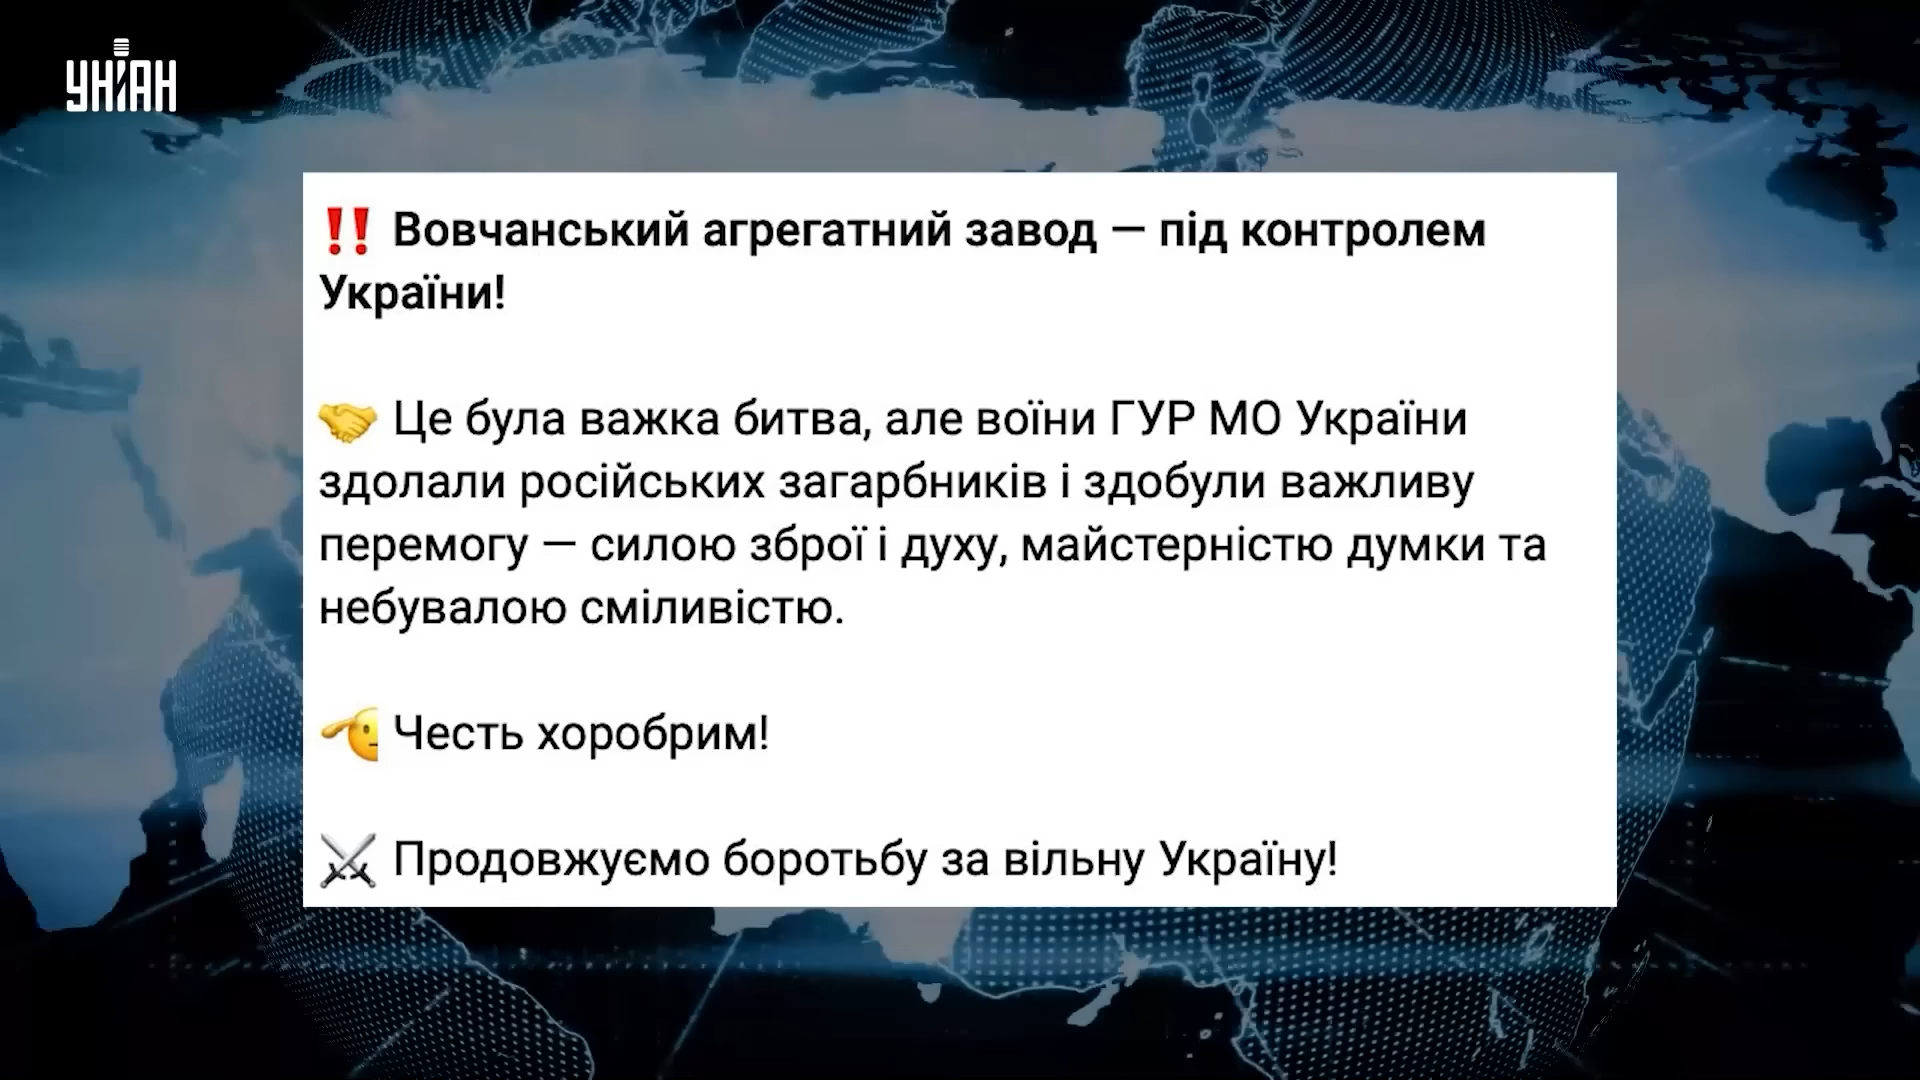 УНІАН
‼️ Вовчанський агрегатний завод — під контролем
України!
🤝 Це була важка битва, але воїни ГУР МО України
здолали російських загарбників і здобули важливу
перемогу — силою зброї і духу, майстерністю думки та
небувалою сміливістю.
🫡 Честь хоробрим!
⚔️ Продовжуємо боротьбу за вільну Україну!